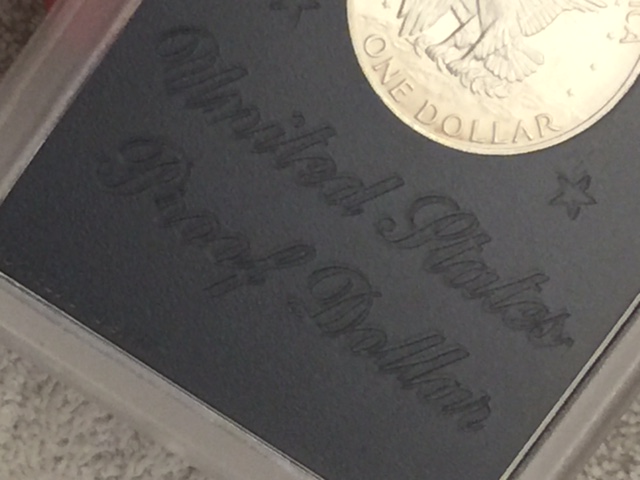 ONE DOLLAR
United States
Proof Dollar